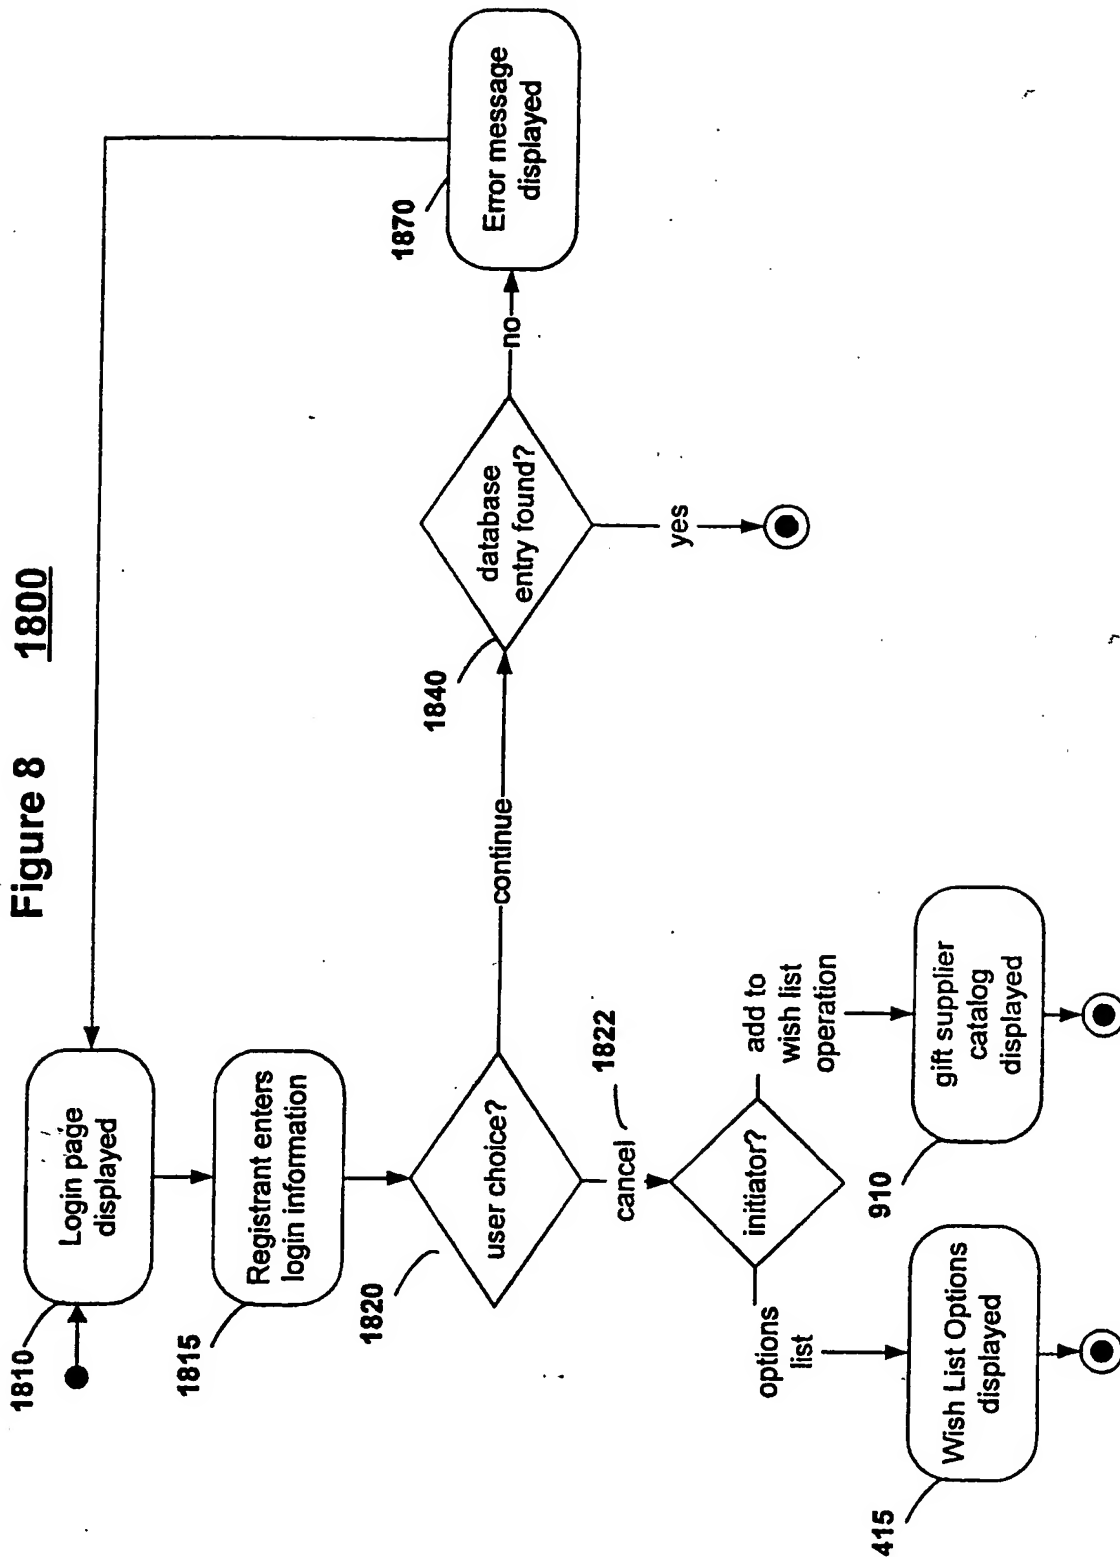 Figure 8
1800
1810
Login page
displayed
1815
Registrant enters
login information
1820
user choice?
continue
cancel
1822
1840
database
entry found?
no
yes
1870
Error message
displayed
initiator?
options
list
add to
wish list
operation
415
Wish List Options
displayed
910
gift supplier
catalog
displayed